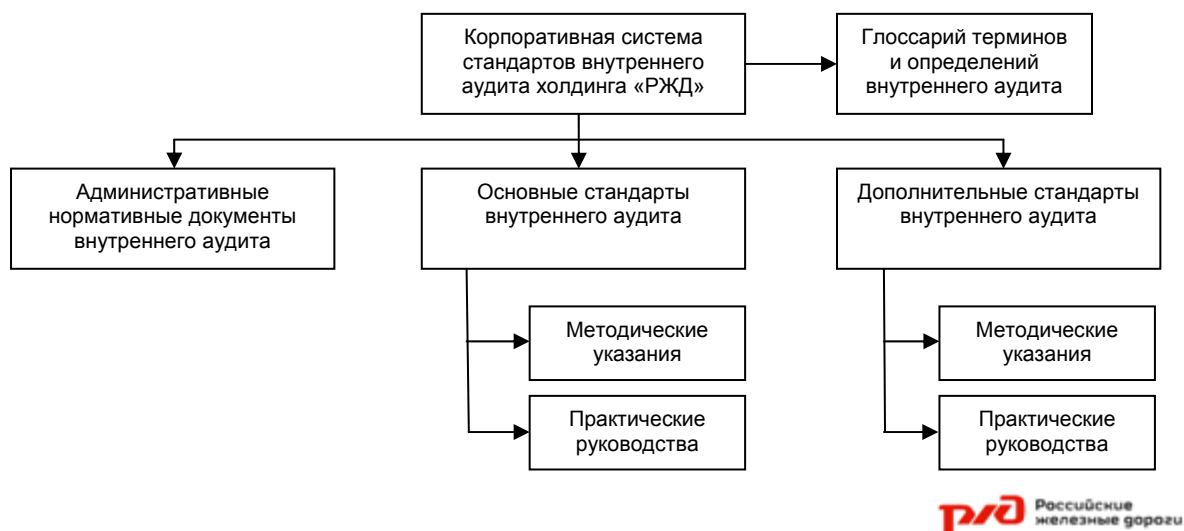 Корпоративная система
стандартов внутреннего
аудита холдинга «РЖД»
Глоссарий терминов
и определений
внутреннего аудита
Административные
нормативные документы
внутреннего аудита
Основные стандарты
внутреннего аудита
Дополнительные стандарты
внутреннего аудита
Методические
указания
Методические
указания
Практические
руководства
Практические
руководства
ржд
Российские
железные дороги